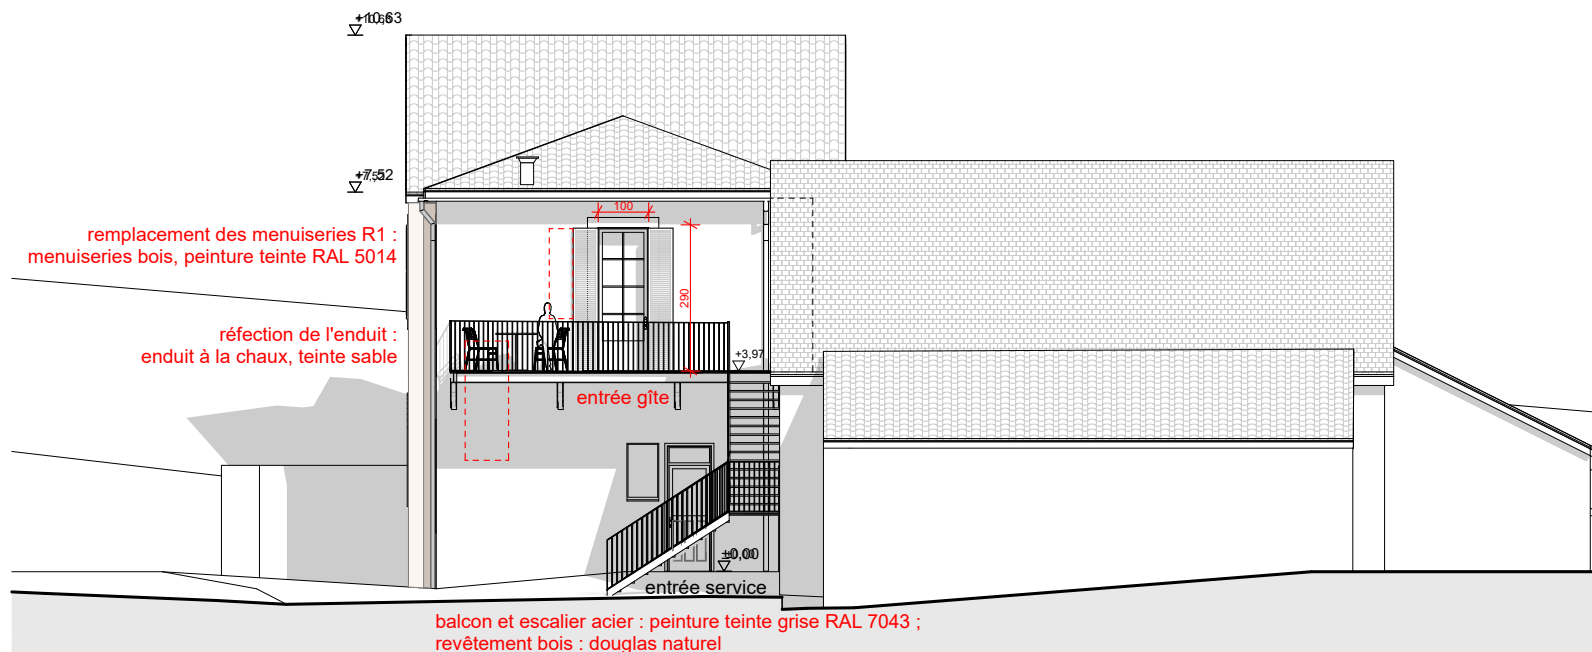 +10,63
+7,52
100
remplacement des menuiseries R1 :
menuiseries bois, peinture teinte RAL 5014
290
réfection de l'enduit :
enduit à la chaux, teinte sable
+3,97
entrée gîte
±0,00
entrée service
balcon et escalier acier : peinture teinte grise RAL 7043 ;
revêtement bois : douglas naturel